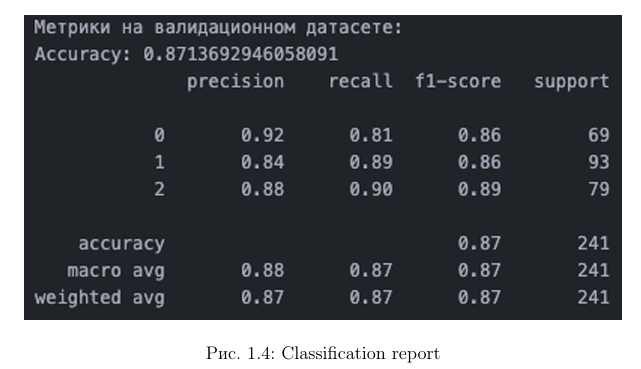 Метрики на валидационном датасете:
Accuracy: 0.8713692946058091
precision recall f1-score support
0 0.92 0.81 0.86 69
1 0.84 0.89 0.86 93
2 0.88 0.90 0.89 79
accuracy 0.87 241
macro avg 0.88 0.87 0.87 241
weighted avg 0.87 0.87 0.87 241
Рис. 1.4: Classification report